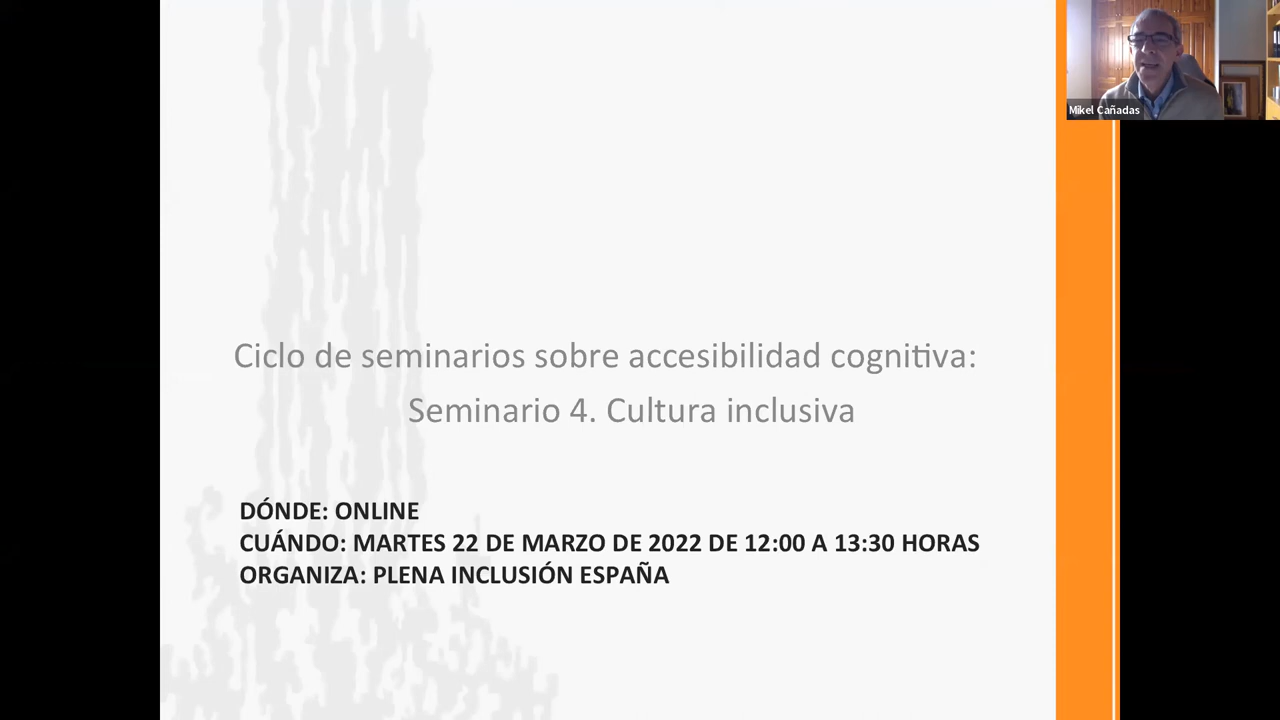 Mikel Cañadas
Ciclo de seminarios sobre accesibilidad cognitiva:
Seminario 4. Cultura inclusiva
DÓNDE: ONLINE
CUÁNDO: MARTES 22 DE MARZO DE 2022 DE 12:00 A 13:30 HORAS
ORGANIZA: PLENA INCLUSIÓN ESPAÑA